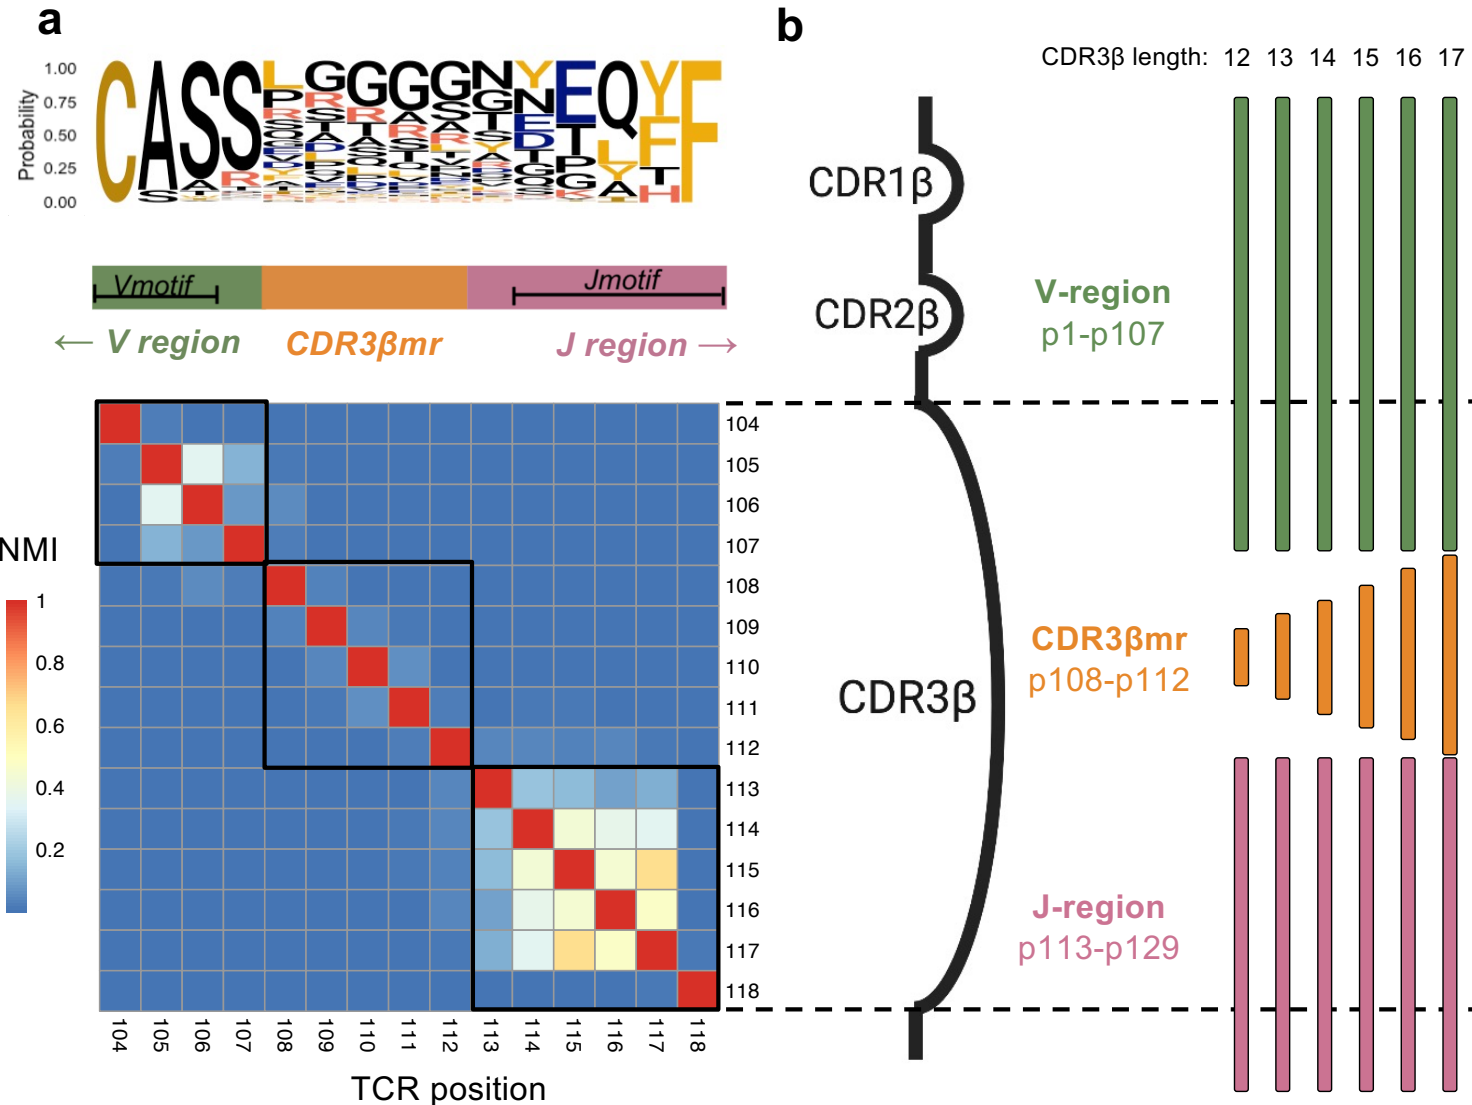 a
b
CDR3β length: 12 13 14 15 16 17
1.00
0.75
0.50
0.25
0.00
Probability
CASSLGGGGNYEQYF
Vmotif
Jmotif
← V region
CDR3βmr
J region →
CDR1β
CDR2β
CDR3β
V-region
p1-p107
CDR3βmr
p108-p112
J-region
p113-p129
NMI
1
0.8
0.6
0.4
0.2
104
105
106
107
108
109
110
111
112
113
114
115
116
117
118
104 105 106 107 108 109 110 111 112 113 114 115 116 117 118
TCR position